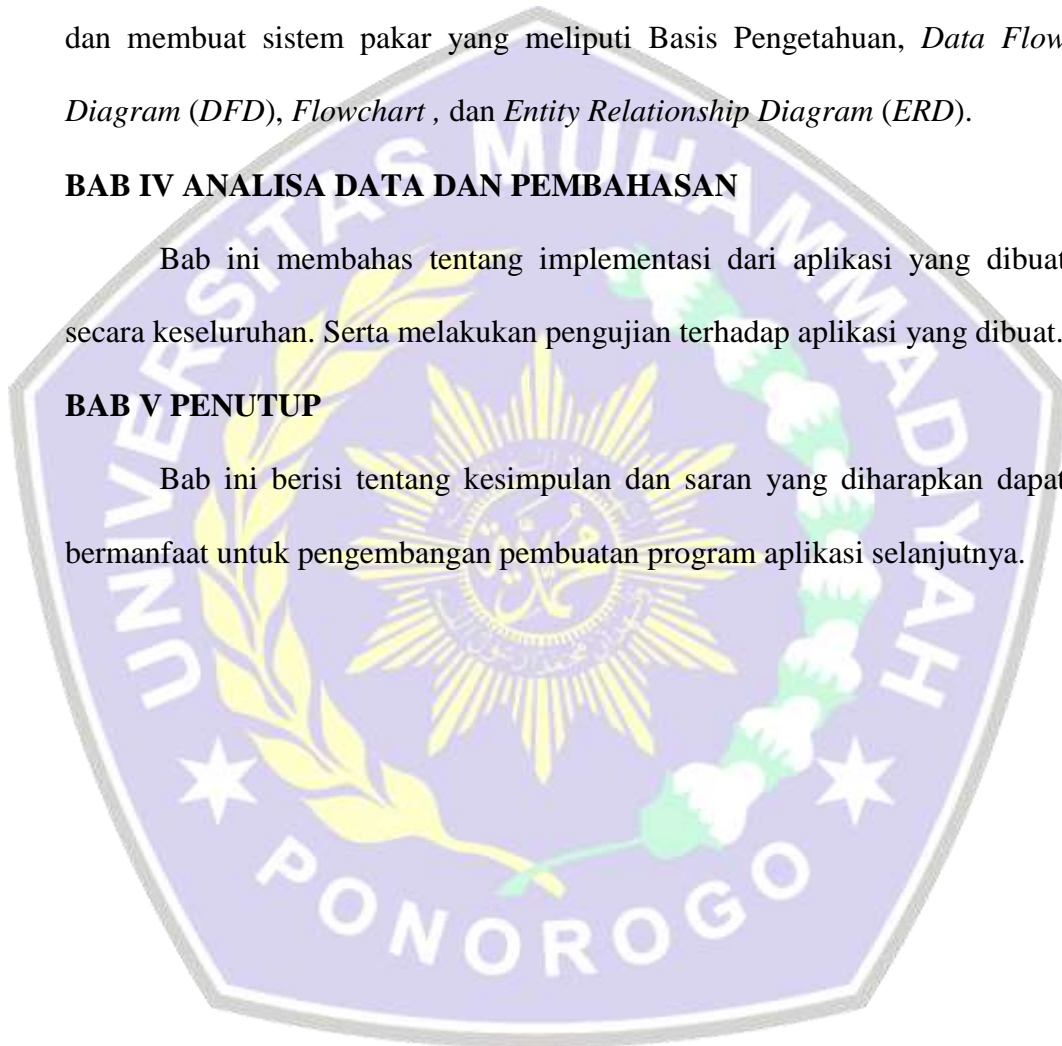 dan membuat sistem pakar yang meliputi Basis Pengetahuan, Data Flow
Diagram (DFD), Flowchart , dan Entity Relationship Diagram (ERD).
BAB IV ANALISA DATA DAN PEMBAHASAN
Bab ini membahas tentang implementasi dari aplikasi yang dibuat
secara keseluruhan. Serta melakukan pengujian terhadap aplikasi yang dibuat.
BAB V PENUTUP
Bab ini berisi tentang kesimpulan dan saran yang diharapkan dapat
bermanfaat untuk pengembangan pembuatan program aplikasi selanjutnya.
UNIVERSITAS MUHAMMADIYAH
PONOROGO